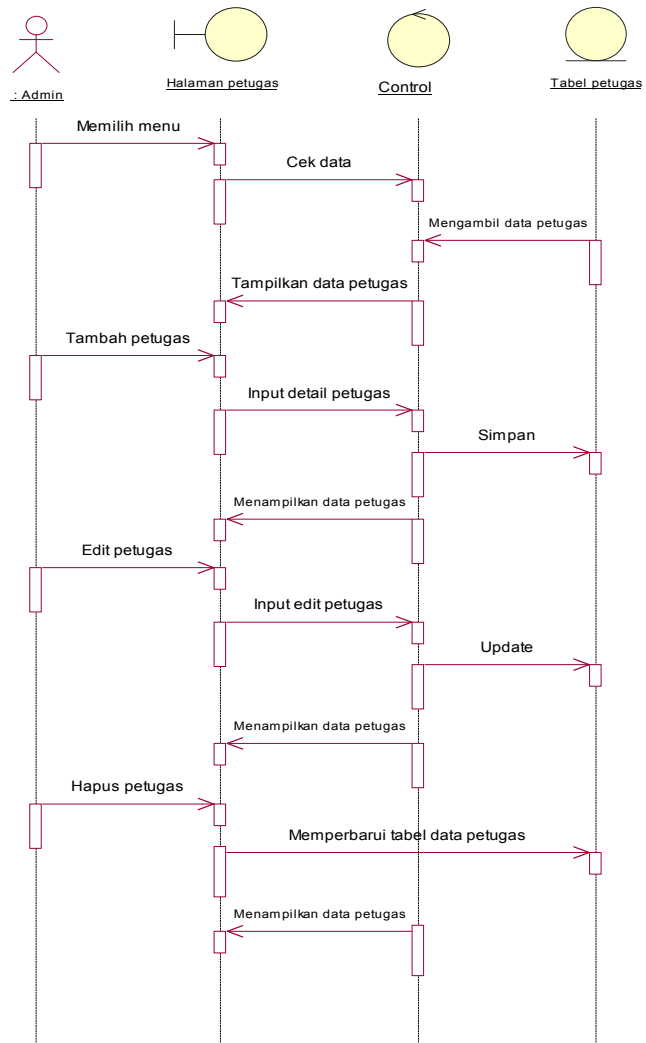 : Admin
Halaman petugas
Control
Tabel petugas
Memilih menu
Cek data
Mengambil data petugas
Tampilkan data petugas
Tambah petugas
Input detail petugas
Simpan
Menampilkan data petugas
Edit petugas
Input edit petugas
Update
Menampilkan data petugas
Hapus petugas
Memperbarui tabel data petugas
Menampilkan data petugas